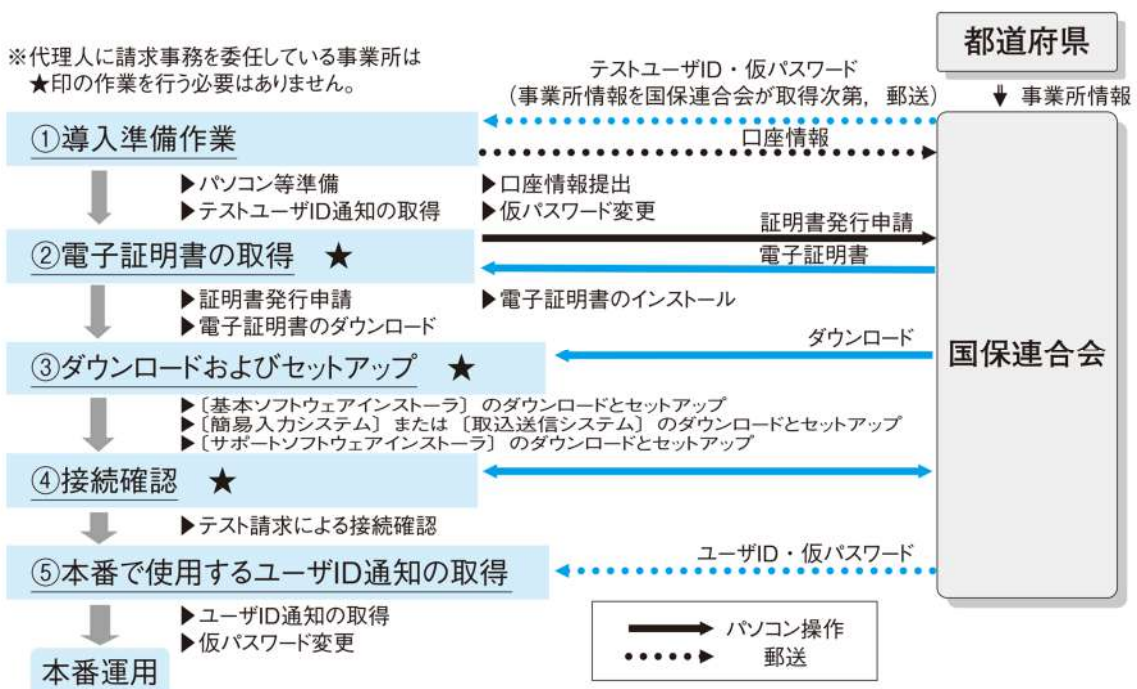 ※代理人に請求事務を委任している事業所は
★印の作業を行う必要はありません。
都道府県
テストユーザID・仮パスワード
(事業所情報を国保連合会が取得次第,郵送)
事業所情報
①導入準備作業
口座情報
▶パソコン等準備
▶口座情報提出
▶テストユーザID通知の取得
▶仮パスワード変更
証明書発行申請
②電子証明書の取得 ★
電子証明書
▶証明書発行申請
▶電子証明書のインストール
▶電子証明書のダウンロード
ダウンロード
国保連合会
③ダウンロードおよびセットアップ ★
▶〔基本ソフトウェアインストーラ〕のダウンロードとセットアップ
▶〔簡易入力システム〕または〔取込送信システム〕のダウンロードとセットアップ
▶〔サポートソフトウェアインストーラ〕のダウンロードとセットアップ
④接続確認 ★
▶テスト請求による接続確認
ユーザID・仮パスワード
⑤本番で使用するユーザID通知の取得
▶ユーザID通知の取得
▶仮パスワード変更
パソコン操作
郵送
本番運用